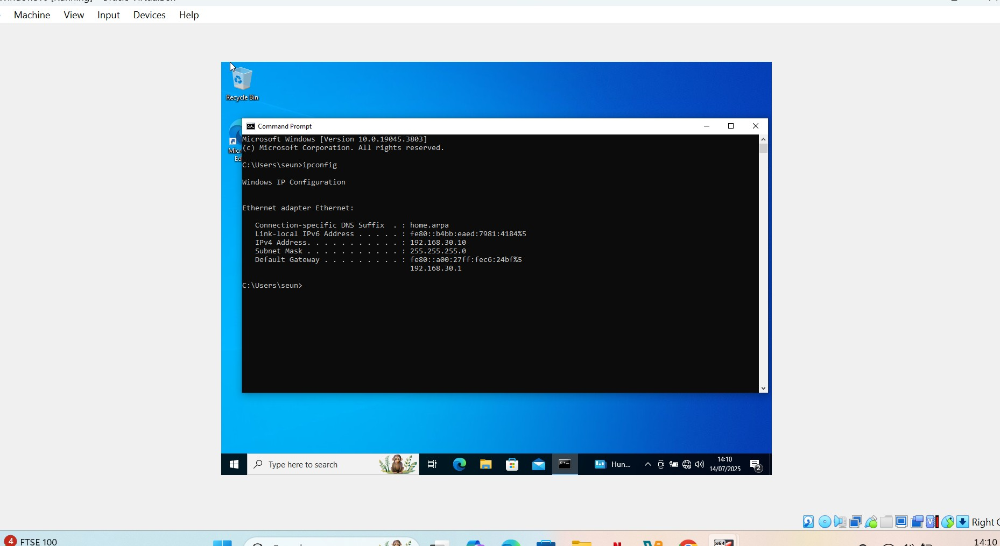 Machine View Input Devices Help
Recycle Bin
Command Prompt
Microsoft Windows [Version 10.0.19045.3803]
(c) Microsoft Corporation. All rights reserved.
C:\Users\seun>ipconfig
Windows IP Configuration
Ethernet adapter Ethernet:
Connection-specific DNS Suffix . : home.arpa
Link-local IPv6 Address . . . . . : fe80::b4bb:eaed:7981:4184%5
IPv4 Address. . . . . . . . . . . : 192.168.30.10
Subnet Mask . . . . . . . . . . . : 255.255.255.0
Default Gateway . . . . . . . . . : fe80::a00:27ff:fec6:24bf%5
192.168.30.1
C:\Users\seun>
Micr
Ed
Type here to search
Hun...
14:10
14/07/2025
2
Right
4 FTSE 100
x64
14:10